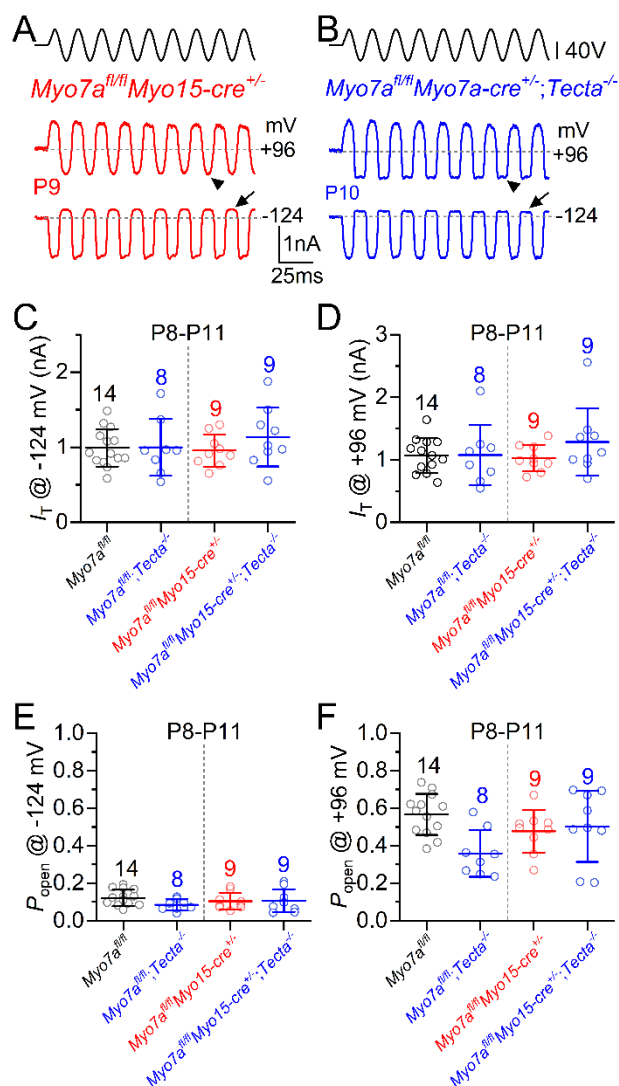 A
B
40V
Myo7a^fl/fl Myo15-cre^+/-
Myo7a^fl/fl Myo7a-cre^+/-;Tecta^-/-
mV
+96
mV
+96
P9
P10
-124
-124
1nA
25ms
C
P8-P11
I_T @ -124 mV (nA)
2
1
0
14
8
9
9
Myo7a^fl/fl
Myo7a^fl/fl;Tecta^-/-
Myo7a^fl/fl Myo15-cre^+/-
Myo7a^fl/fl Myo15-cre^+/-;Tecta^-/-
D
P8-P11
I_T @ +96 mV (nA)
3
2
1
0
14
8
9
9
Myo7a^fl/fl
Myo7a^fl/fl;Tecta^-/-
Myo7a^fl/fl Myo15-cre^+/-
Myo7a^fl/fl Myo15-cre^+/-;Tecta^-/-
E
P8-P11
P_open @ -124 mV
1.0
0.8
0.6
0.4
0.2
0.0
14
8
9
9
Myo7a^fl/fl
Myo7a^fl/fl;Tecta^-/-
Myo7a^fl/fl Myo15-cre^+/-
Myo7a^fl/fl Myo15-cre^+/-;Tecta^-/-
F
P8-P11
P_open @ +96 mV
1.0
0.8
0.6
0.4
0.2
0.0
14
8
9
9
Myo7a^fl/fl
Myo7a^fl/fl;Tecta^-/-
Myo7a^fl/fl Myo15-cre^+/-
Myo7a^fl/fl Myo15-cre^+/-;Tecta^-/-